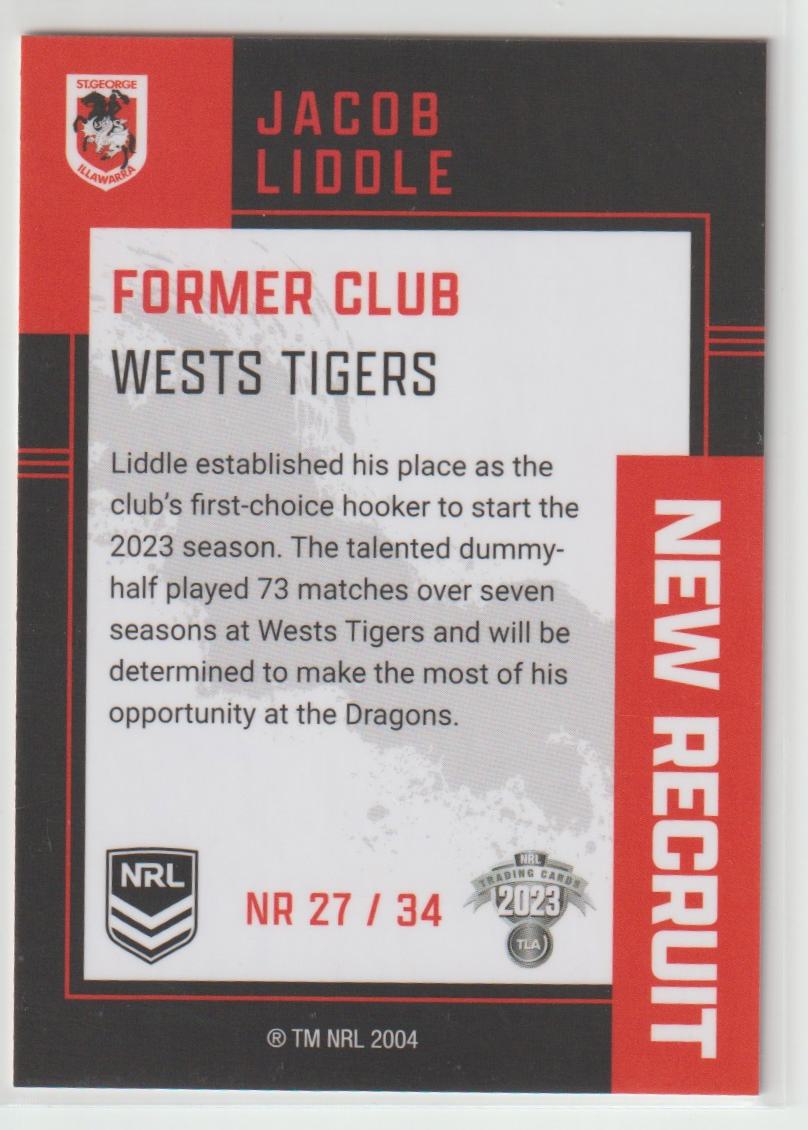 ST.GEORGE
ILLAWARRA
JACOB
LIDDLE
FORMER CLUB
WESTS TIGERS
Liddle established his place as the
club's first-choice hooker to start the
2023 season. The talented dummy-
half played 73 matches over seven
seasons at Wests Tigers and will be
determined to make the most of his
opportunity at the Dragons.
NEW RECRUIT
NRL
NR 27 / 34
NRL
TRADING CARDS
2023
TLA
® TM NRL 2004